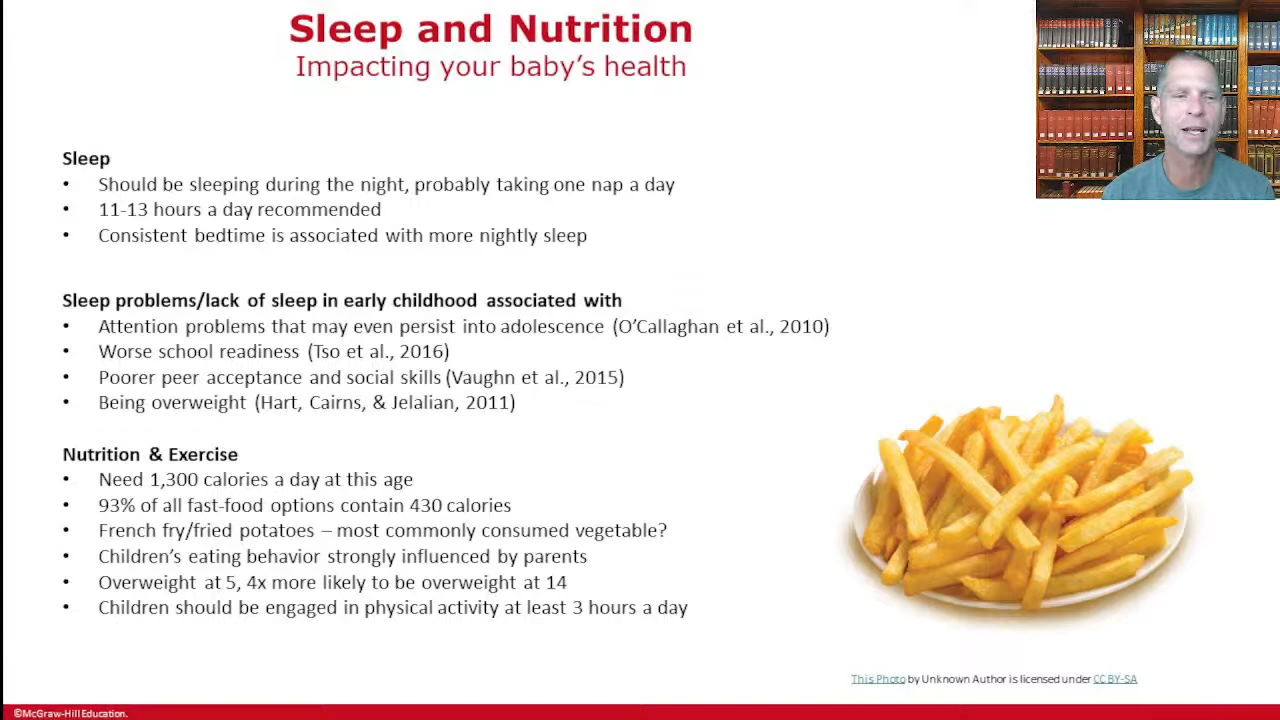 Sleep and Nutrition
Impacting your baby's health
Sleep
• Should be sleeping during the night, probably taking one nap a day
• 11-13 hours a day recommended
• Consistent bedtime is associated with more nightly sleep
Sleep problems/lack of sleep in early childhood associated with
• Attention problems that may even persist into adolescence (O'Callaghan et al., 2010)
• Worse school readiness (Tso et al., 2016)
• Poorer peer acceptance and social skills (Vaughn et al., 2015)
• Being overweight (Hart, Cairns, & Jelalian, 2011)
Nutrition & Exercise
• Need 1,300 calories a day at this age
• 93% of all fast-food options contain 430 calories
• French fry/fried potatoes – most commonly consumed vegetable?
• Children's eating behavior strongly influenced by parents
• Overweight at 5, 4x more likely to be overweight at 14
• Children should be engaged in physical activity at least 3 hours a day
This Photo by Unknown Author is licensed under CC BY-SA
©McGraw-Hill Education.